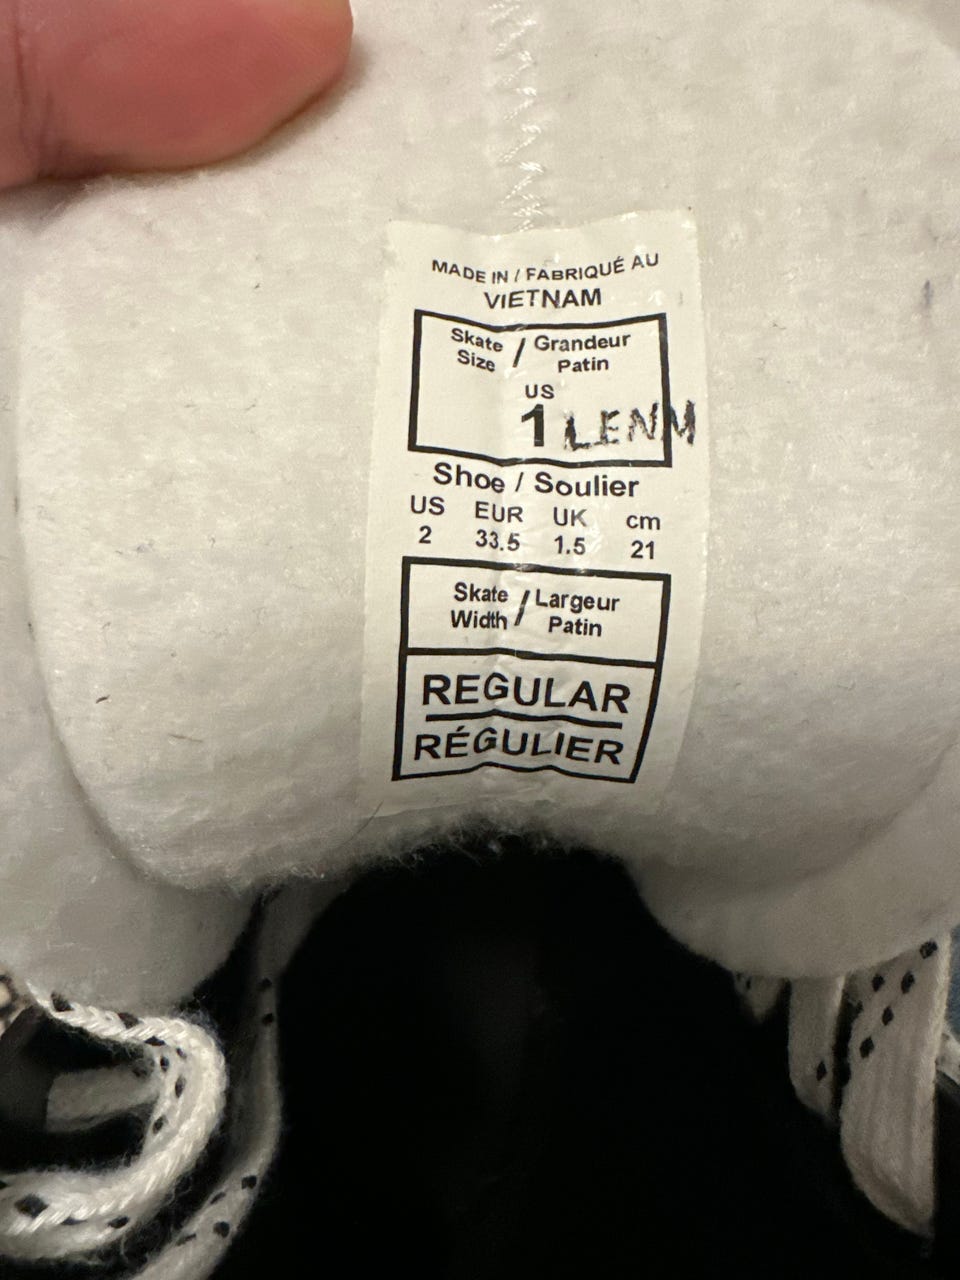 MADE IN / FABRIQUÉ AU
VIETNAM
Skate Size / Grandeur Patin
US
1 LENM
Shoe / Soulier
US EUR UK cm
2 33.5 1.5 21
Skate Width / Largeur Patin
REGULAR
RÉGULIER